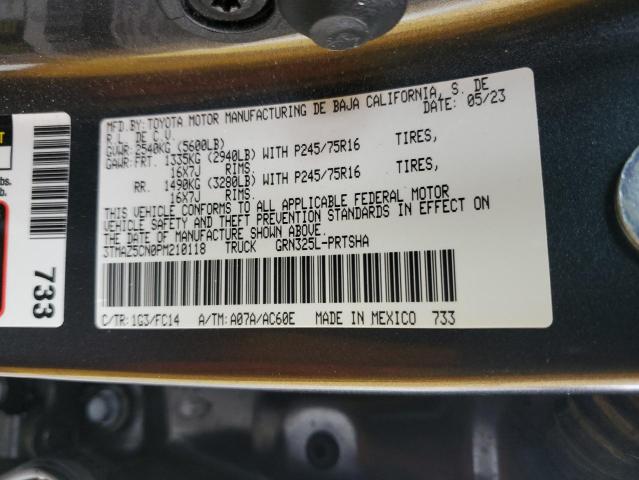 MFD.BY:TOYOTA MOTOR MANUFACTURING DE BAJA CALIFORNIA, S. DE
R.L. DE C.V. DATE: 05/23
GVWR: 2540KG (5600LB)
GAWR:FRT. 1335KG (2940LB) WITH P245/75R16 TIRES,
16X7J RIMS.
RR. 1490KG (3280LB) WITH P245/75R16 TIRES,
16X7J RIMS.
THIS VEHICLE CONFORMS TO ALL APPLICABLE FEDERAL MOTOR
VEHICLE SAFETY AND THEFT PREVENTION STANDARDS IN EFFECT ON
THE DATE OF MANUFACTURE SHOWN ABOVE.
3TMAZ5CN0PM210118 TRUCK GRN325L-PRTSHA
C/TR:1G3/FC14 A/TM:A07A/AC60E MADE IN MEXICO 733
733